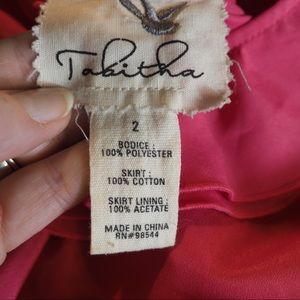 Tabitha
2
BODICE :
100% POLYESTER
SKIRT :
100% COTTON
SKIRT LINING :
100% ACETATE
MADE IN CHINA
RN#98544